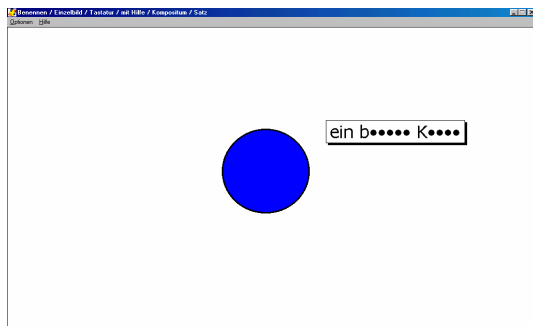 Benennen / Einzelbild / Tastatur / mit Hilfe / Kompositum / Satz
Optionen Hilfe
ein b●●●●● K●●●●